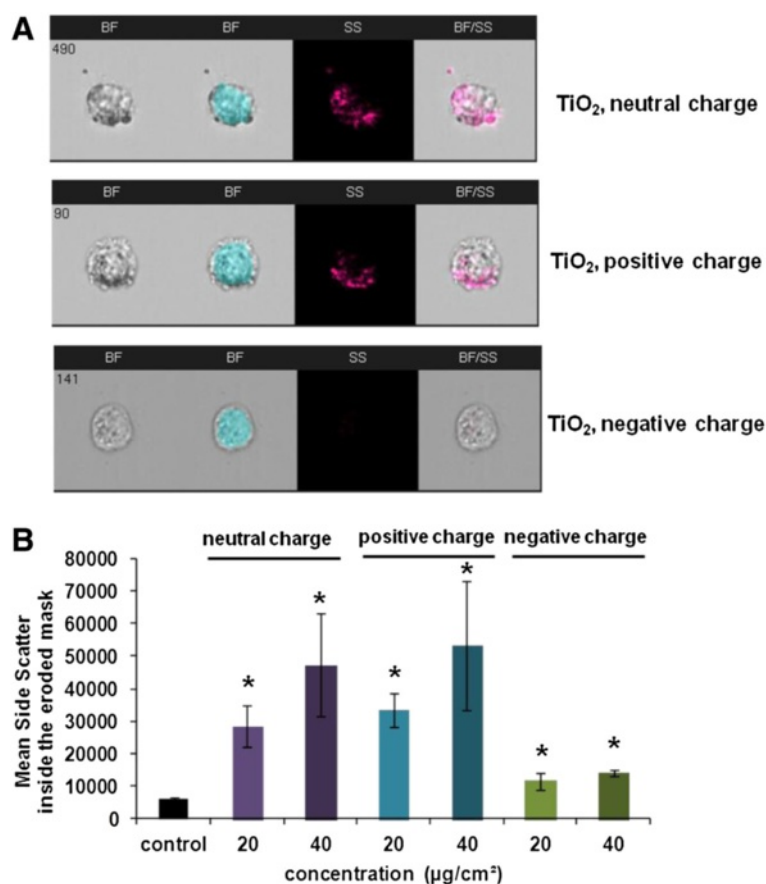 A
BF BF SS BF/SS
490
TiO₂, neutral charge
BF BF SS BF/SS
90
TiO₂, positive charge
BF BF SS BF/SS
141
TiO₂, negative charge
B
neutral charge positive charge negative charge
Mean Side Scatter
inside the eroded mask
80000
70000
60000
50000
40000
30000
20000
10000
0
* * * * * *
control 20 40 20 40 20 40
concentration (µg/cm²)